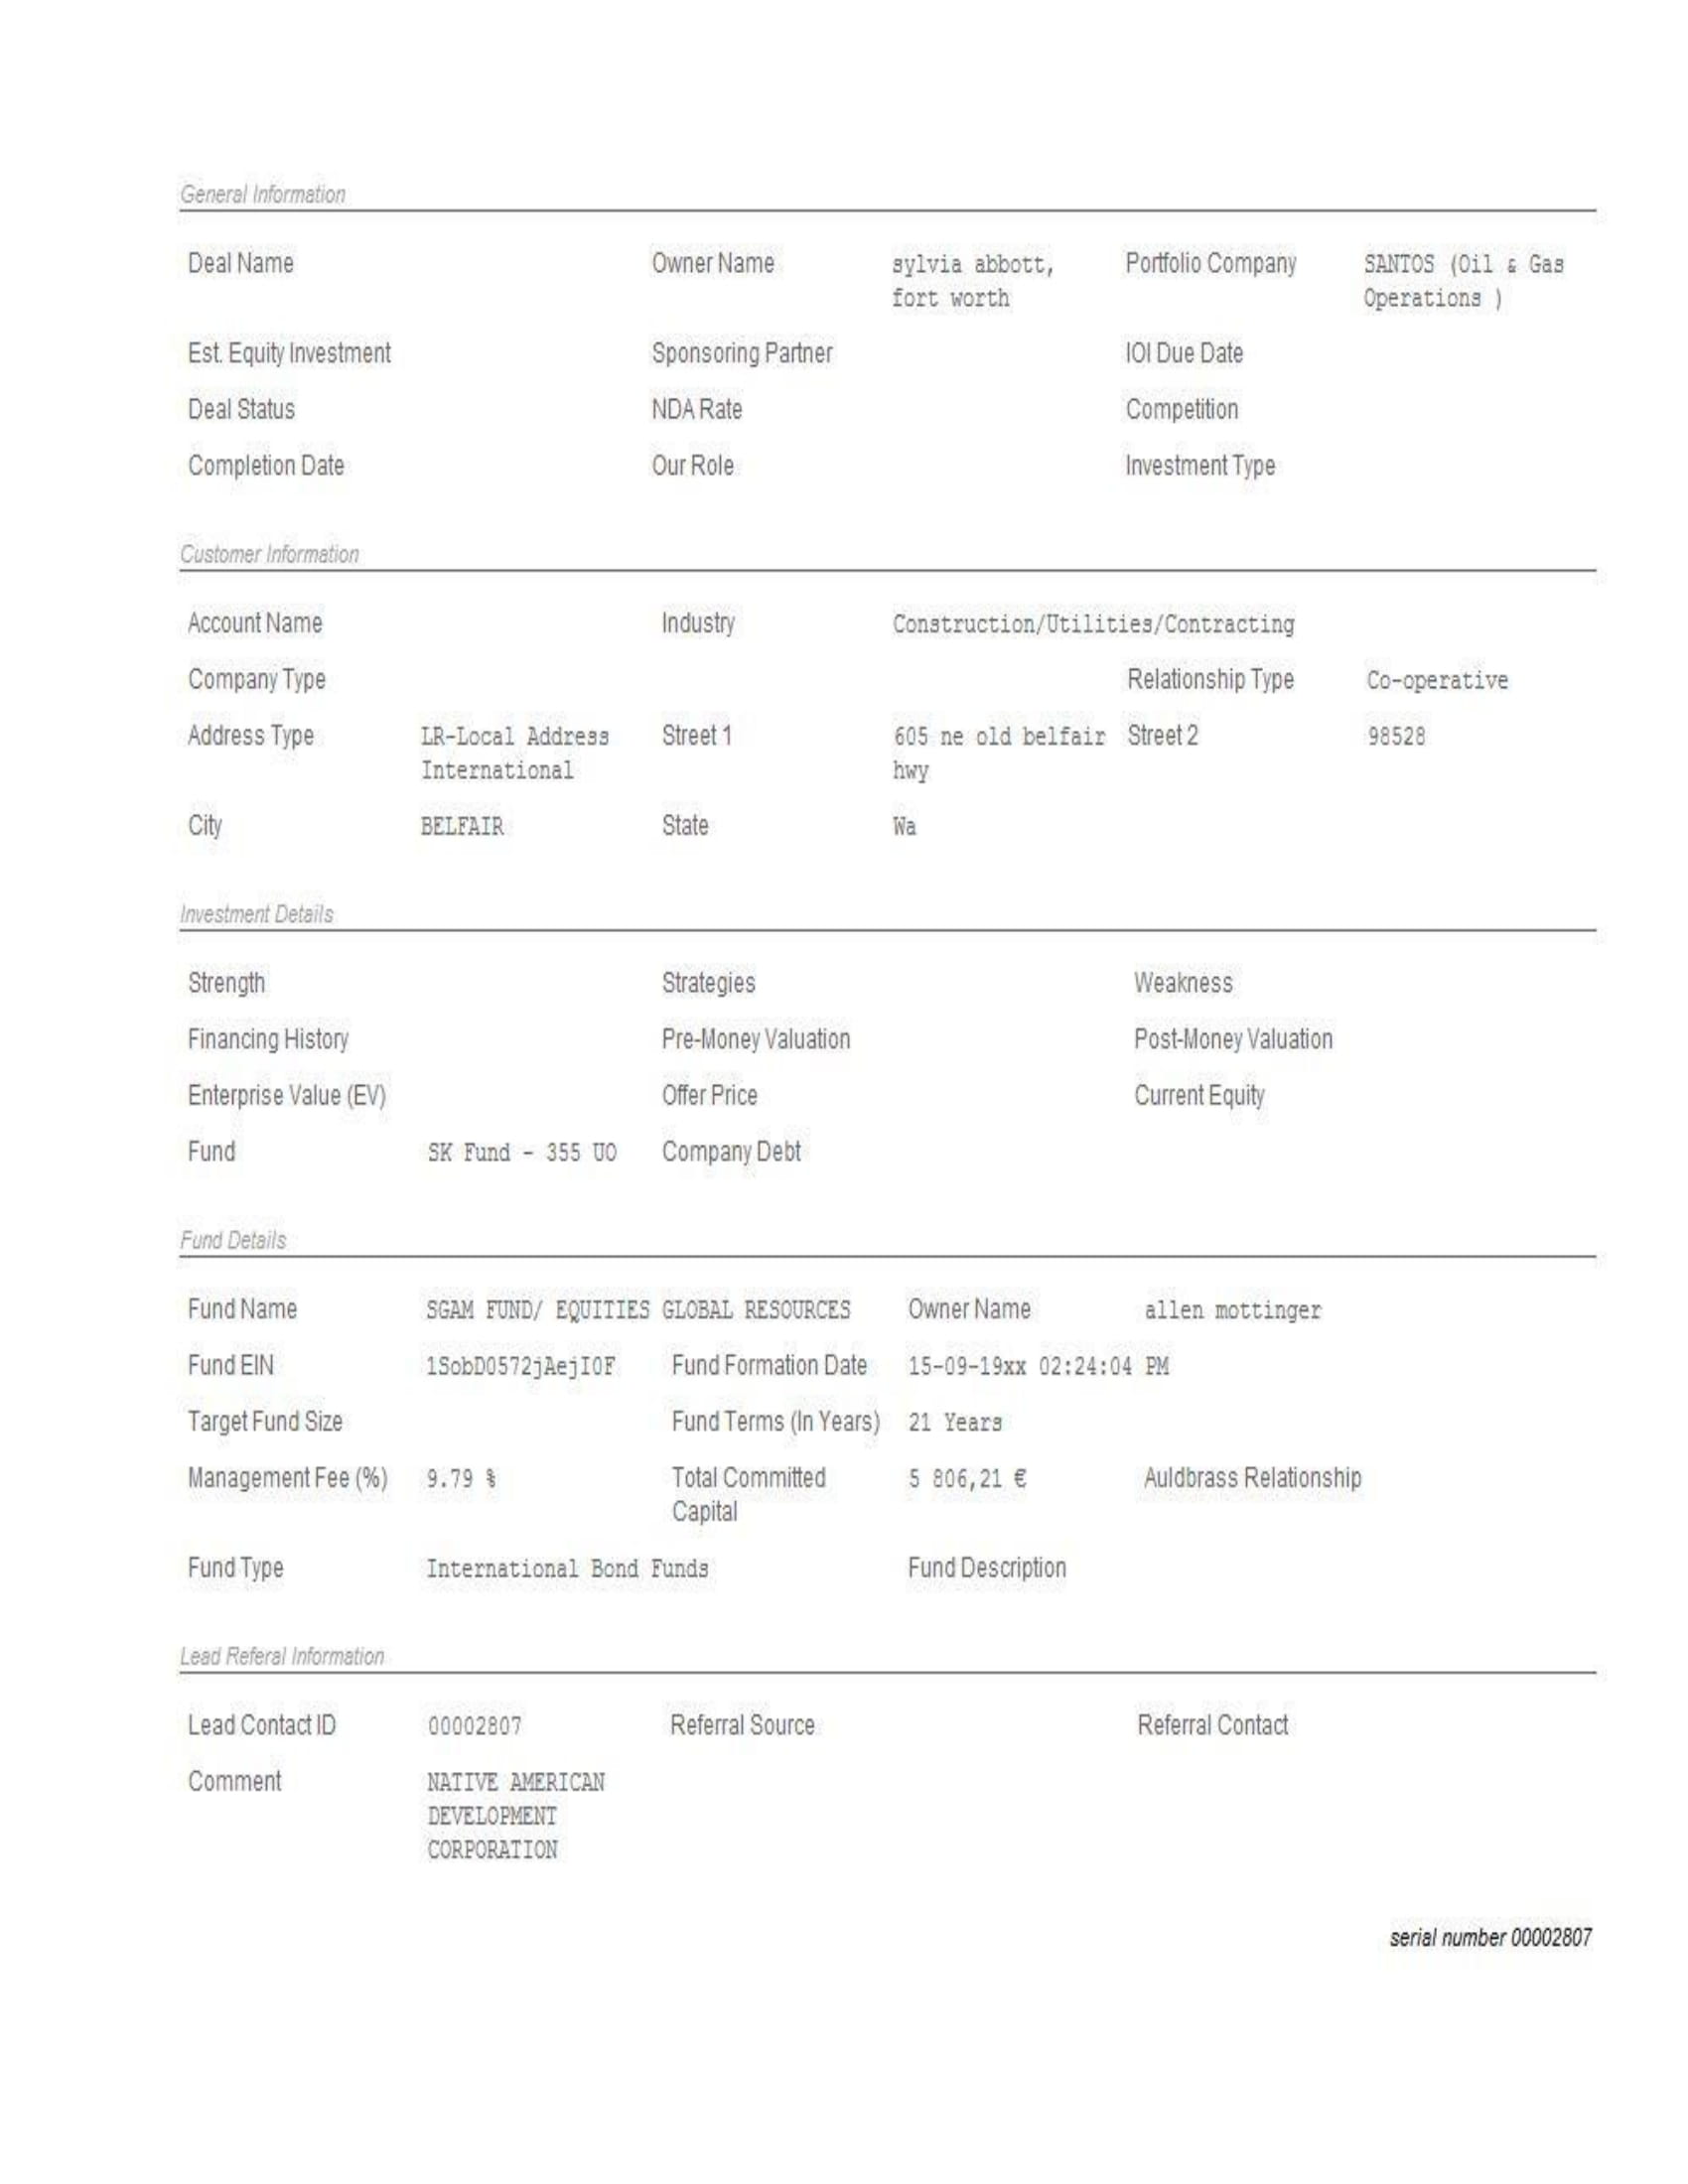 General Information
Deal Name Owner Name sylvia abbott, Portfolio Company SANTOS (Oil & Gas
fort worth Operations )
Est. Equity Investment Sponsoring Partner IOI Due Date
Deal Status NDA Rate Competition
Completion Date Our Role Investment Type
Customer Information
Account Name Industry Construction/Utilities/Contracting
Company Type Relationship Type Co-operative
Address Type LR-Local Address Street 1 605 ne old belfair Street 2 98528
International hwy
City BELFAIR State Wa
Investment Details
Strength Strategies Weakness
Financing History Pre-Money Valuation Post-Money Valuation
Enterprise Value (EV) Offer Price Current Equity
Fund SK Fund - 355 UO Company Debt
Fund Details
Fund Name SGAM FUND/ EQUITIES GLOBAL RESOURCES Owner Name allen mottinger
Fund EIN 1SobD0572jAejI0F Fund Formation Date 15-09-19xx 02:24:04 PM
Target Fund Size Fund Terms (In Years) 21 Years
Management Fee (%) 9.79 % Total Committed 5 806,21 € Auldbrass Relationship
Capital
Fund Type International Bond Funds Fund Description
Lead Referal Information
Lead Contact ID 00002807 Referral Source Referral Contact
Comment NATIVE AMERICAN
DEVELOPMENT
CORPORATION
serial number 00002807